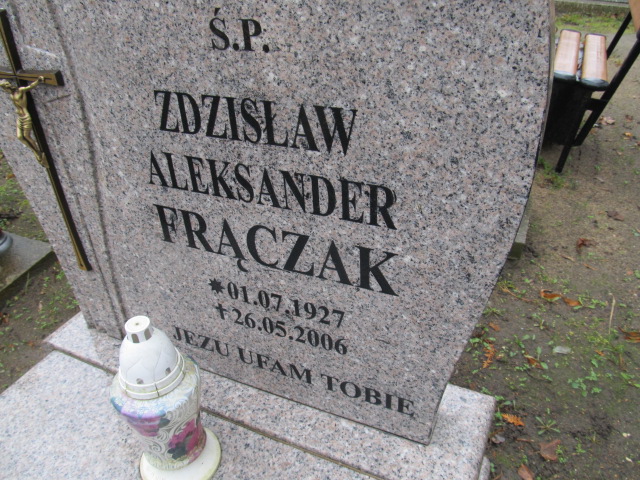 Ś.P.
ZDZISŁAW
ALEKSANDER
FRĄCZAK
*01.07.1927
†26.05.2006
JEZU UFAM TOBIE